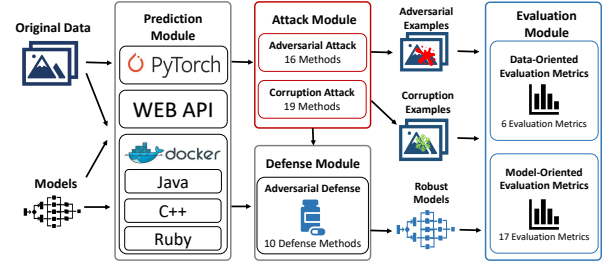 Original Data
Models
Prediction
Module
PyTorch
WEB API
docker
Java
C++
Ruby
Attack Module
Adversarial Attack
16 Methods
Corruption Attack
19 Methods
Defense Module
Adversarial Defense
10 Defense Methods
Adversarial
Examples
Corruption
Examples
Robust
Models
Evaluation
Module
Data-Oriented
Evaluation Metrics
6 Evaluation Metrics
Model-Oriented
Evaluation Metrics
17 Evaluation Metrics